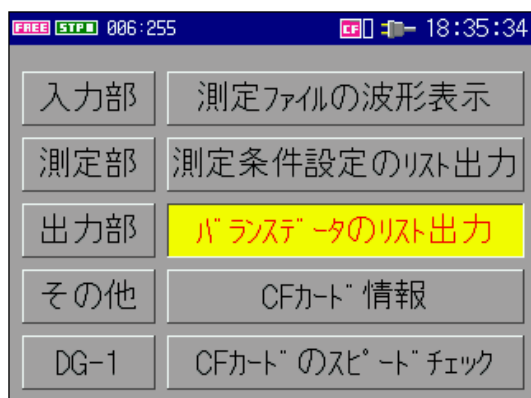 FREE STPI 006:255 CF 18:35:34
入力部 測定ファイルの波形表示
測定部 測定条件設定のリスト出力
出力部 バランスデータのリスト出力
その他 CFカード情報
DG-1 CFカードのスピードチェック